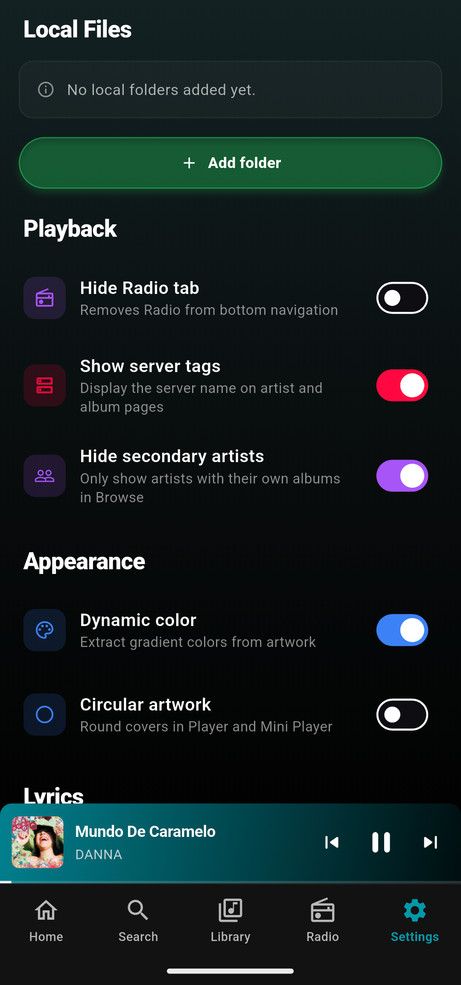 Local Files
No local folders added yet.
+ Add folder
Playback
Hide Radio tab
Removes Radio from bottom navigation
Show server tags
Display the server name on artist and
album pages
Hide secondary artists
Only show artists with their own albums
in Browse
Appearance
Dynamic color
Extract gradient colors from artwork
Circular artwork
Round covers in Player and Mini Player
Lyrics
Mundo De Caramelo
DANNA
Home
Search
Library
Radio
Settings